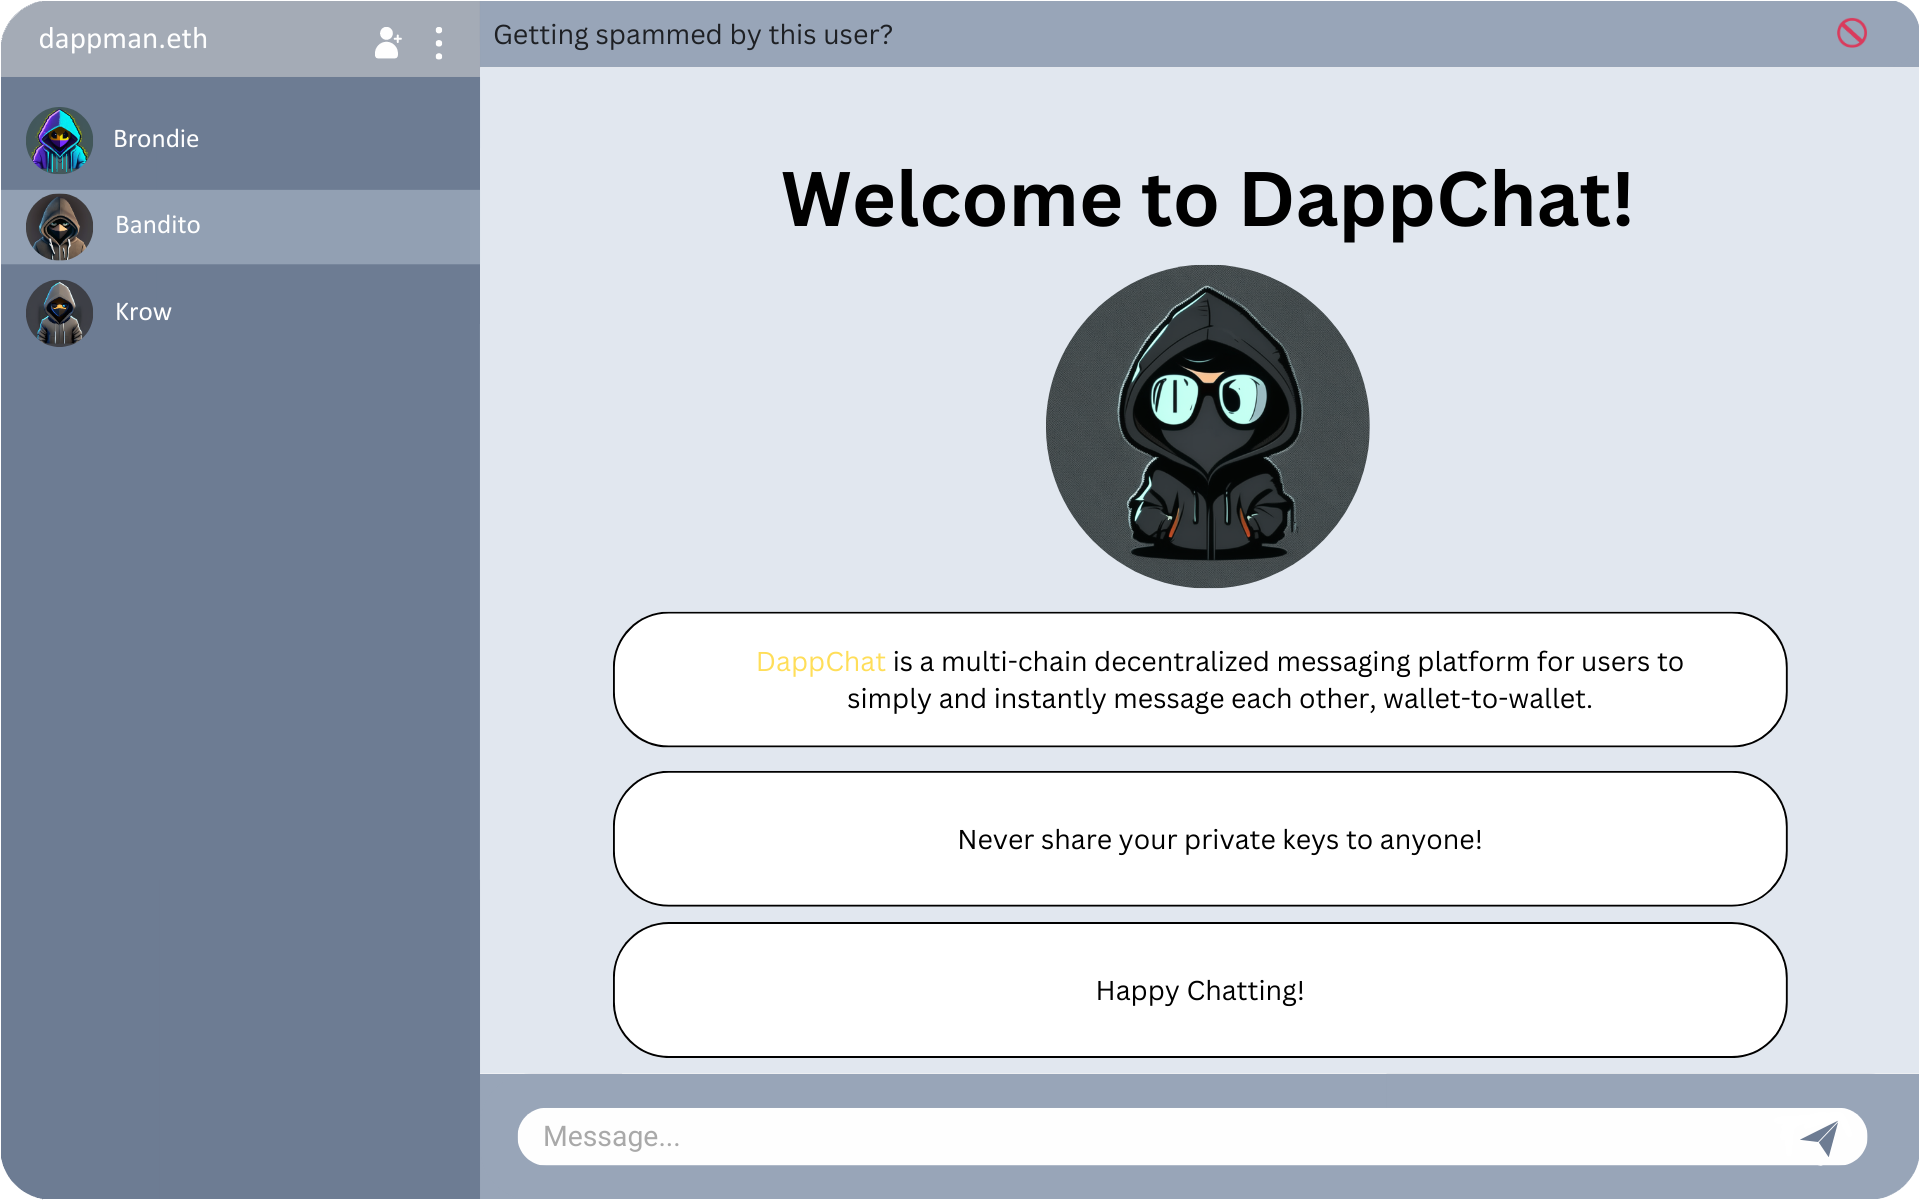 dappman.eth
Brondie
Bandito
Krow
Getting spammed by this user?
Welcome to DappChat!
DappChat is a multi-chain decentralized messaging platform for users to
simply and instantly message each other, wallet-to-wallet.
Never share your private keys to anyone!
Happy Chatting!
Message...